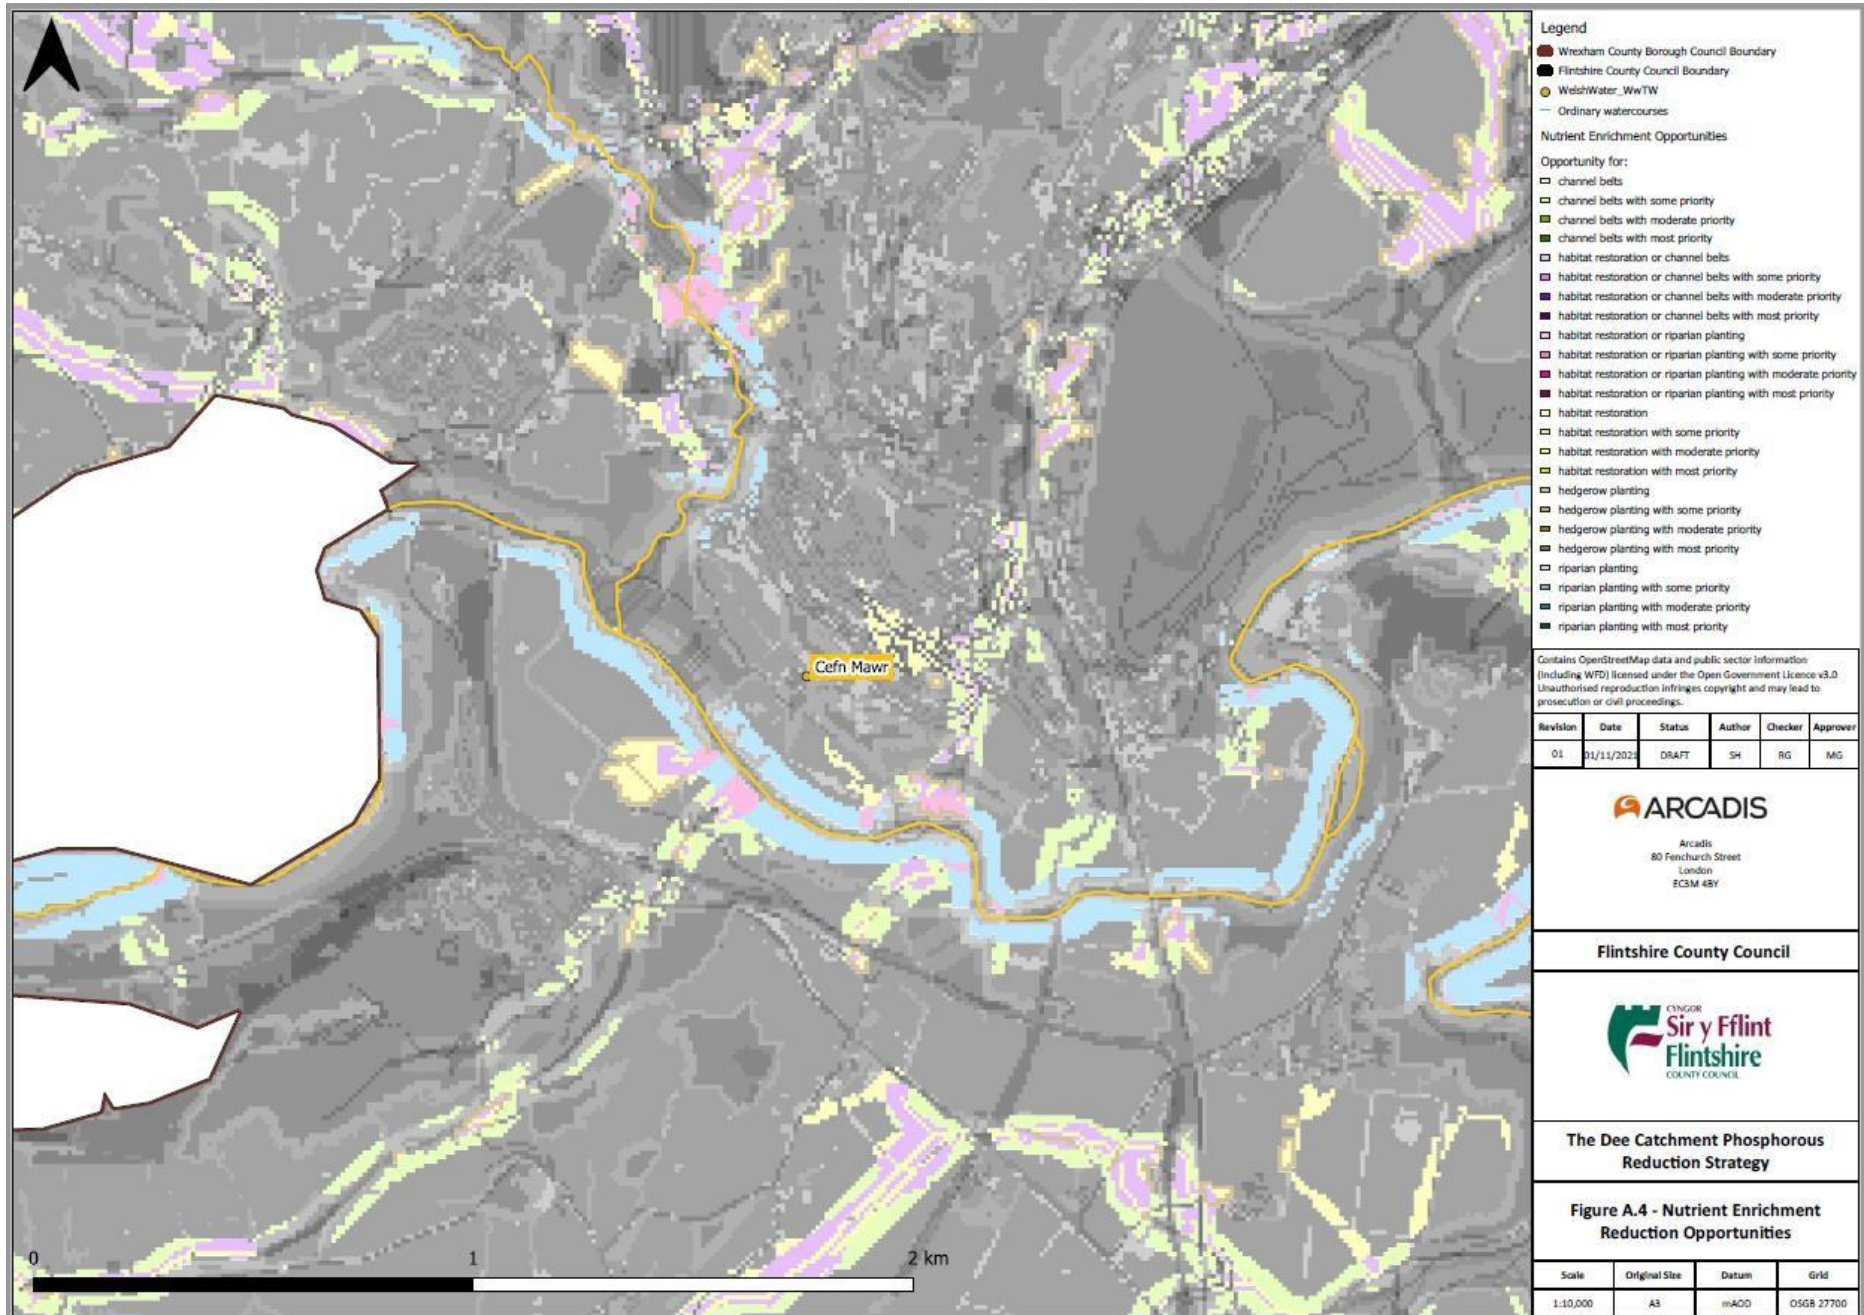 Legend
Wrexham County Borough Council Boundary
Flintshire County Council Boundary
WelshWater_WwTW
Ordinary watercourses
Nutrient Enrichment Opportunities
Opportunity for:
channel belts
channel belts with some priority
channel belts with moderate priority
channel belts with most priority
habitat restoration or channel belts
habitat restoration or channel belts with some priority
habitat restoration or channel belts with moderate priority
habitat restoration or channel belts with most priority
habitat restoration or riparian planting
habitat restoration or riparian planting with some priority
habitat restoration or riparian planting with moderate priority
habitat restoration or riparian planting with most priority
habitat restoration
habitat restoration with some priority
habitat restoration with moderate priority
habitat restoration with most priority
hedgerow planting
hedgerow planting with some priority
hedgerow planting with moderate priority
hedgerow planting with most priority
riparian planting
riparian planting with some priority
riparian planting with moderate priority
riparian planting with most priority
Cefn Mawr
0 1 2 km
Contains OpenStreetMap data and public sector information
(including WFD) licensed under the Open Government Licence v3.0
Unauthorised reproduction infringes copyright and may lead to
prosecution or civil proceedings.
Revision Date Status Author Checker Approver
01 01/11/2021 DRAFT SH RG MG
ARCADIS
Arcadis
80 Fenchurch Street
London
EC3M 4BY
Flintshire County Council
CYNGOR
Sir y Fflint
Flintshire
COUNTY COUNCIL
The Dee Catchment Phosphorous
Reduction Strategy
Figure A.4 - Nutrient Enrichment
Reduction Opportunities
Scale Original Size Datum Grid
1:10,000 A3 mAOD OSGB 27700